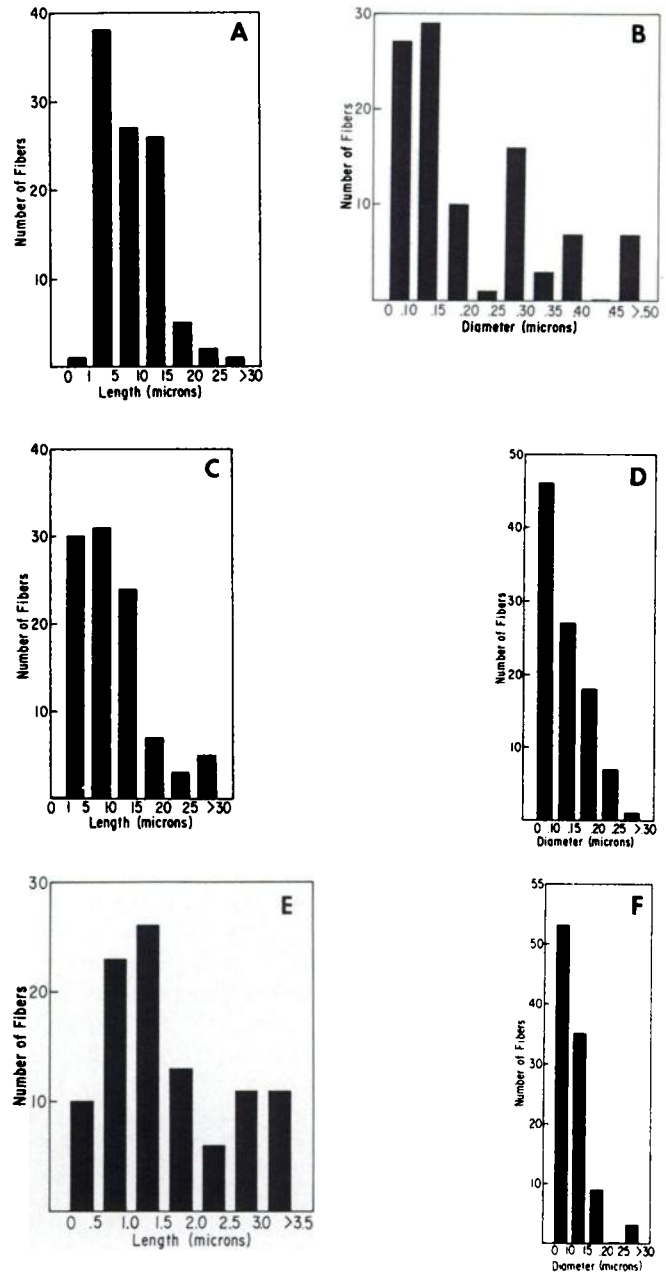 A
40
30
20
10
Number of Fibers
0 1 5 10 15 20 25 >30
Length (microns)
B
30
20
10
Number of Fibers
0 .10 .15 .20 .25 .30 .35 .40 .45 >.50
Diameter (microns)
C
40
30
20
10
Number of Fibers
0 1 5 10 15 20 25 >30
Length (microns)
D
50
40
30
20
10
Number of Fibers
0 .10 .15 .20 .25 >.30
Diameter (microns)
E
30
20
10
Number of Fibers
0 .5 1.0 1.5 2.0 2.5 3.0 >3.5
Length (microns)
F
55
50
40
30
20
10
Number of Fibers
0 .10 .15 .20 .25 >.30
Diameter (microns)